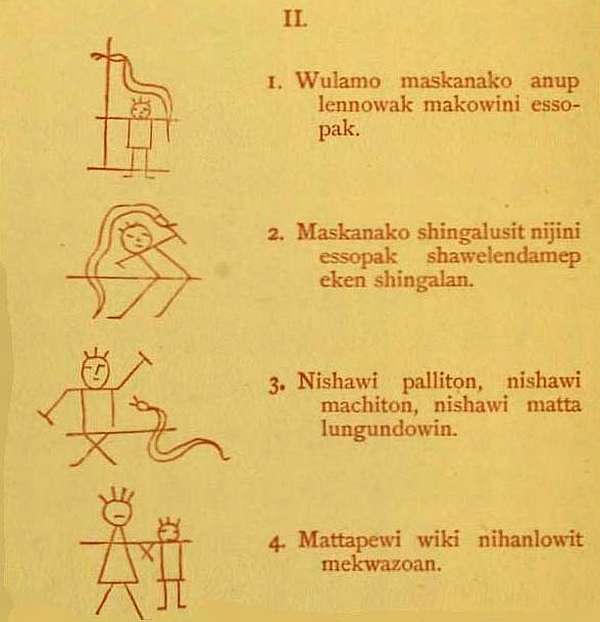 II.
1. Wulamo maskanako anup
lennowak makowini esso-
pak.
2. Maskanako shingalusit nijini
essopak shawelendamep
eken shingalan.
3. Nishawi palliton, nishawi
machiton, nishawi matta
lungundowin.
4. Mattapewi wiki nihanlowit
mekwazoan.